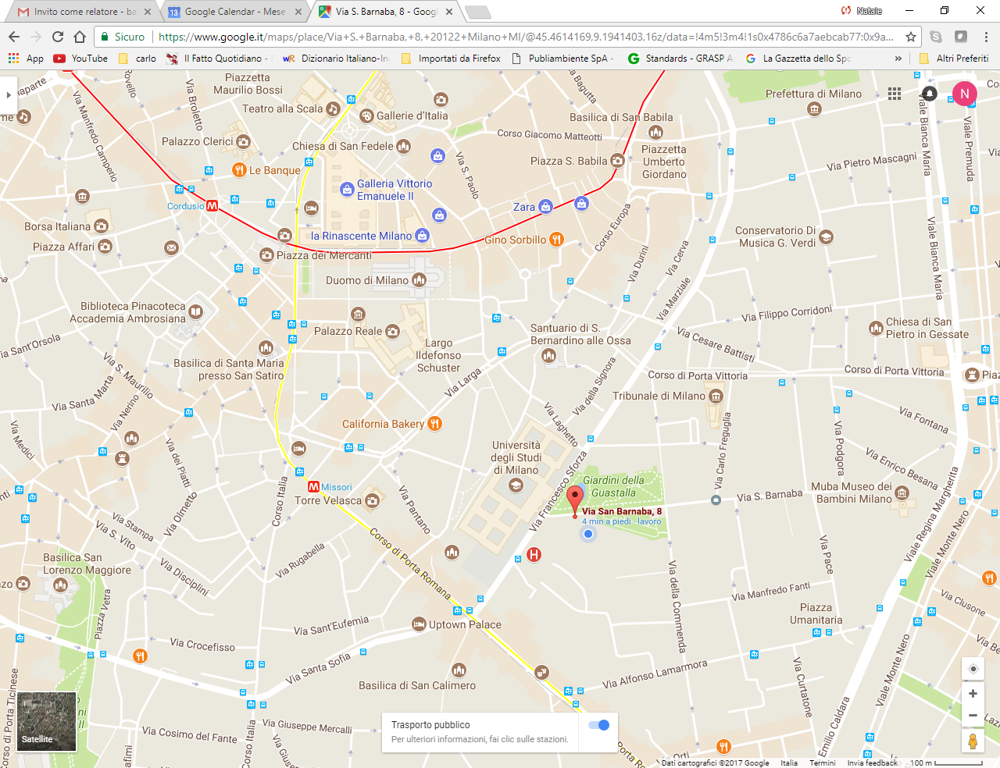 Invito come relatore - ba
Google Calendar - Mese
Via S. Barnaba, 8 - Goog
Natale
Sicuro
https://www.google.it/maps/place/Via+S.+Barnaba,+8,+20122+Milano+MI/@45.4614169,9.1941403,16z/data=!4m5!3m4!1s0x4786c6a7aebcab77:0x9a...
App
YouTube
carlo
Il Fatto Quotidiano -
Dizionario Italiano-In
Importati da Firefox
Publiambiente SpA -
Standards - GRASP
La Gazzetta dello Spo
»
Altri Preferiti
Piazzetta
Maurilio Bossi
Via Broletto
Via Manfredo Camperio
Teatro alla Scala
Gallerie d'Italia
Via Bagutta
Prefettura di Milano
N
Viale Bianca Maria
Viale Premuda
Basilica di San Babila
Corso Giacomo Matteotti
Palazzo Clerici
Chiesa di San Fedele
Piazzetta
Umberto
Giordano
Via Pietro Mascagni
Le Banque
Via S. Paolo
Piazza S. Babila
Galleria Vittorio
Emanuele II
Cordusio
Zara
Corso Europa
Borsa Italiana
la Rinascente Milano
Gino Sorbillo
Conservatorio Di
Musica G. Verdi
Viale Bianca Maria
Piazza Affari
Piazza dei Mercanti
Via Durini
Via Cerva
Duomo di Milano
Via Marziale
Biblioteca Pinacoteca
Accademia Ambrosiana
Palazzo Reale
Santuario di S.
Bernardino alle Ossa
Via Filippo Corridoni
Chiesa di San
Pietro in Gessate
Via Sant'Orsola
Largo
Ildefonso
Schuster
Via Cesare Battisti
Basilica di Santa Maria
presso San Satiro
Via Larga
Via della Signora
Corso di Porta Vittoria
Corso di Porta Vittoria
Piaz
Via S. Maurilio
Via Santa Marta
Via Nerino
Tribunale di Milano
Via Laghetto
Via Fontana
California Bakery
Via Medici
Via dei Piatti
Università
degli Studi
di Milano
Via Carlo Freguglia
Via Podgora
Via Enrico Besana
Via Francesco Sforza
Giardini della
Guastalla
Missori
Corso Italia
Torre Velasca
Via Pantano
Via S. Barnaba
Muba Museo dei
Bambini Milano
Viale Regina Margherita
Via San Barnaba, 8
4 min a piedi - lavoro
Via Olmetto
Via Stampa
Via S. Vito
Corso di Porta Romana
Via Pace
Viale Monte Nero
Basilica San
Lorenzo Maggiore
Via Rugabella
Via Disciplini
H
Via della Commenda
Via Manfredo Fanti
Piazza Vetra
Via Clusone
Piazza
Umanitaria
Via Sant'Eufemia
Uptown Palace
Via Crocefisso
Via Santa Sofia
Via Alfonso Lamarmora
Via Curtatone
Viale Monte Nero
Basilica di San Calimero
Corso di Porta Ticinese
Satellite
Via Cosimo del Fante
Corso Italia
Via Giuseppe Mercalli
Trasporto pubblico
Per ulteriori informazioni, fai clic sulle stazioni.
Emilio Caldara
Dati cartografici ©2017 Google
Italia
Termini
Invia feedback
100 m